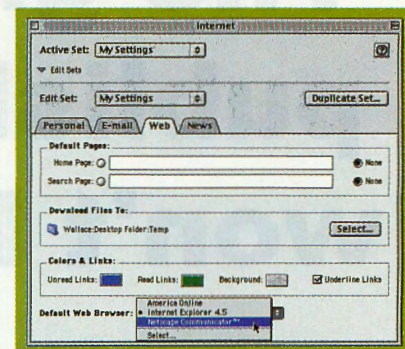 Internet
Active Set: My Settings
Edit Sets
Edit Set: My Settings Duplicate Set...
Personal E-mail Web News
Default Pages:
Home Page: None
Search Page: None
Download Files To:
Wallace:Desktop Folder:Temp Select...
Colors & Links:
Unread Links: Read Links: Background: Underline Links
America Online
Default Web Browser: • Internet Explorer 4.5
Netscape Communicator™
Select...